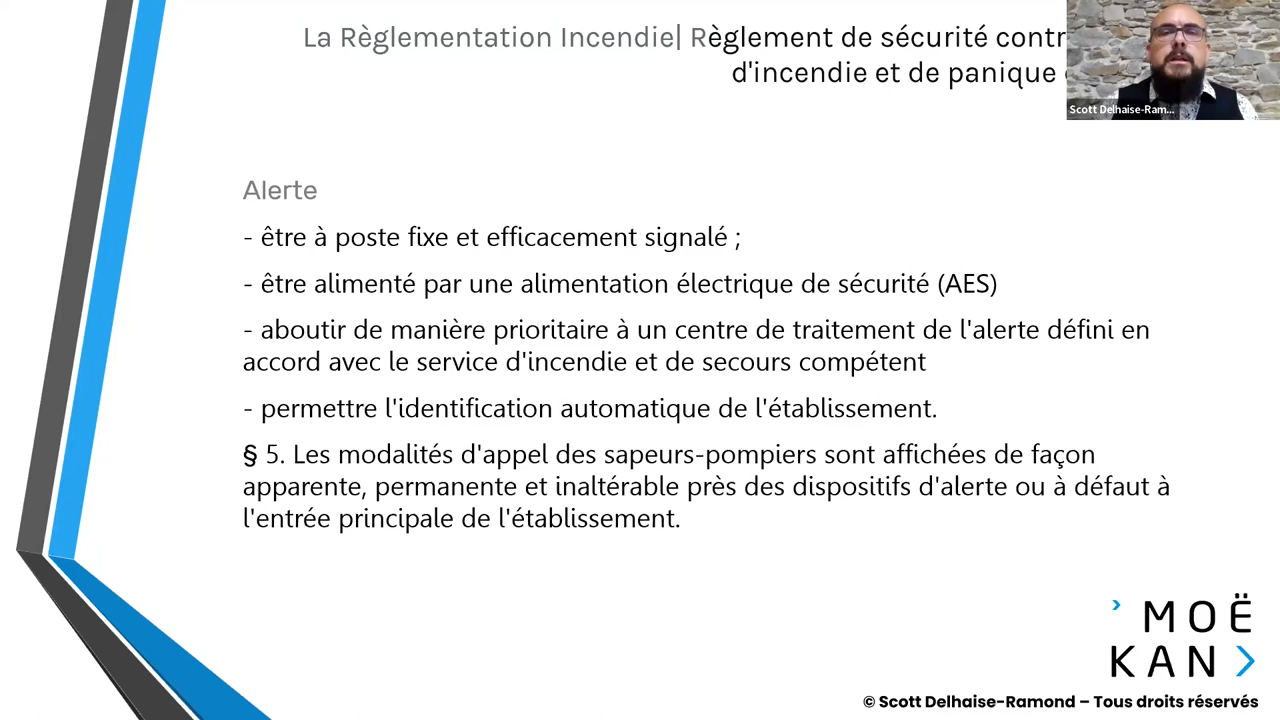 La Règlementation Incendie| Règlement de sécurité contr
d'incendie et de panique
Scott Delhaise-Ram...
Alerte
- être à poste fixe et efficacement signalé ;
- être alimenté par une alimentation électrique de sécurité (AES)
- aboutir de manière prioritaire à un centre de traitement de l'alerte défini en
accord avec le service d'incendie et de secours compétent
- permettre l'identification automatique de l'établissement.
§ 5. Les modalités d'appel des sapeurs-pompiers sont affichées de façon
apparente, permanente et inaltérable près des dispositifs d'alerte ou à défaut à
l'entrée principale de l'établissement.
MOË
KAN
© Scott Delhaise-Ramond – Tous droits réservés